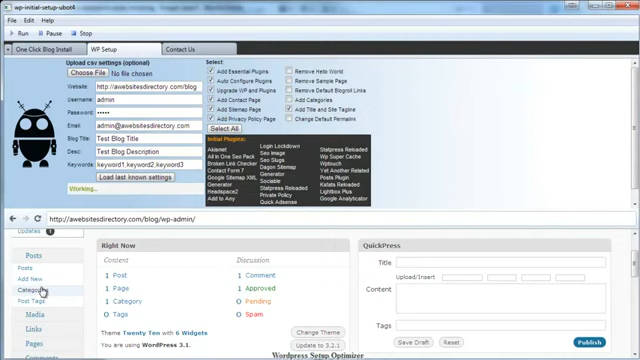 wp-initial-setup-ubot4
File Edit Help
Run Pause Stop
One Click Blog Install WP Setup Contact Us
Upload csv settings (optional)
Choose File No file chosen
Website: http://awebsitesdirectory.com/blog
Username: admin
Password: •••••
Email: admin@awebsitesdirectory.com
Blog Title: Test Blog Title
Desc: Test Blog Description
Keywords: keyword1,keyword2,keyword3
Load last known settings
Working...
Select:
Add Essential Plugins Remove Hello World
Auto Configure Plugins Remove Sample Page
Upgrade WP and Plugins Remove Default Blogroll Links
Add Contact Page Add Categories
Add Sitemap Page Add Title and Site Tagline
Add Privacy Policy Page Change Default Permalink
Select All
Initial Plugins:
Akismet
All In One Seo Pack
Broken Link Checker
Contact Form 7
Google Sitemap XML
Generator
Headspace2
Add to Any
Login Lockdown
Seo Image
Seo Slugs
Dagon Sitemap
Generator
Sociable
Statpress Reloaded
Private Policy
Quick Adsense
Statpress Reloaded
Wp Super Cache
Wptouch
Yet Another Related
Posts Plugin
Kalats Reloaded
Lightbox Plus
Google Analyticator
http://awebsitesdirectory.com/blog/wp-admin/
Updates 1
Posts
Posts
Add New
Categories
Post Tags
Media
Links
Pages
Comments
Right Now
Content Discussion
1 Post 1 Comment
1 Page 1 Approved
1 Category 0 Pending
0 Tags 0 Spam
Theme Twenty Ten with 6 Widgets Change Theme
You are using WordPress 3.1. Update to 3.2.1
QuickPress
Title
Upload/Insert
Content
Tags
Save Draft Reset Publish
Wordpress Setup Optimizer